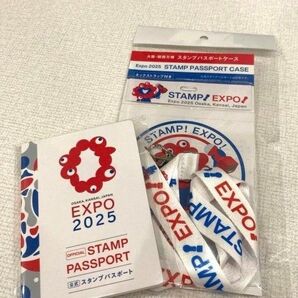 大阪・関西万博 スタンプパスポートケース
Expo 2025 STAMP PASSPORT CASE
ネックストラップ付き
STAMP! EXPO!
Expo 2025 Osaka, Kansai, Japan
STAMP! EXPO!
OSAKA, KANSAI, JAPAN
EXPO
2025
OFFICIAL STAMP
PASSPORT
公式 スタンプパスポート
STAMP! EXPO!
EXPO!